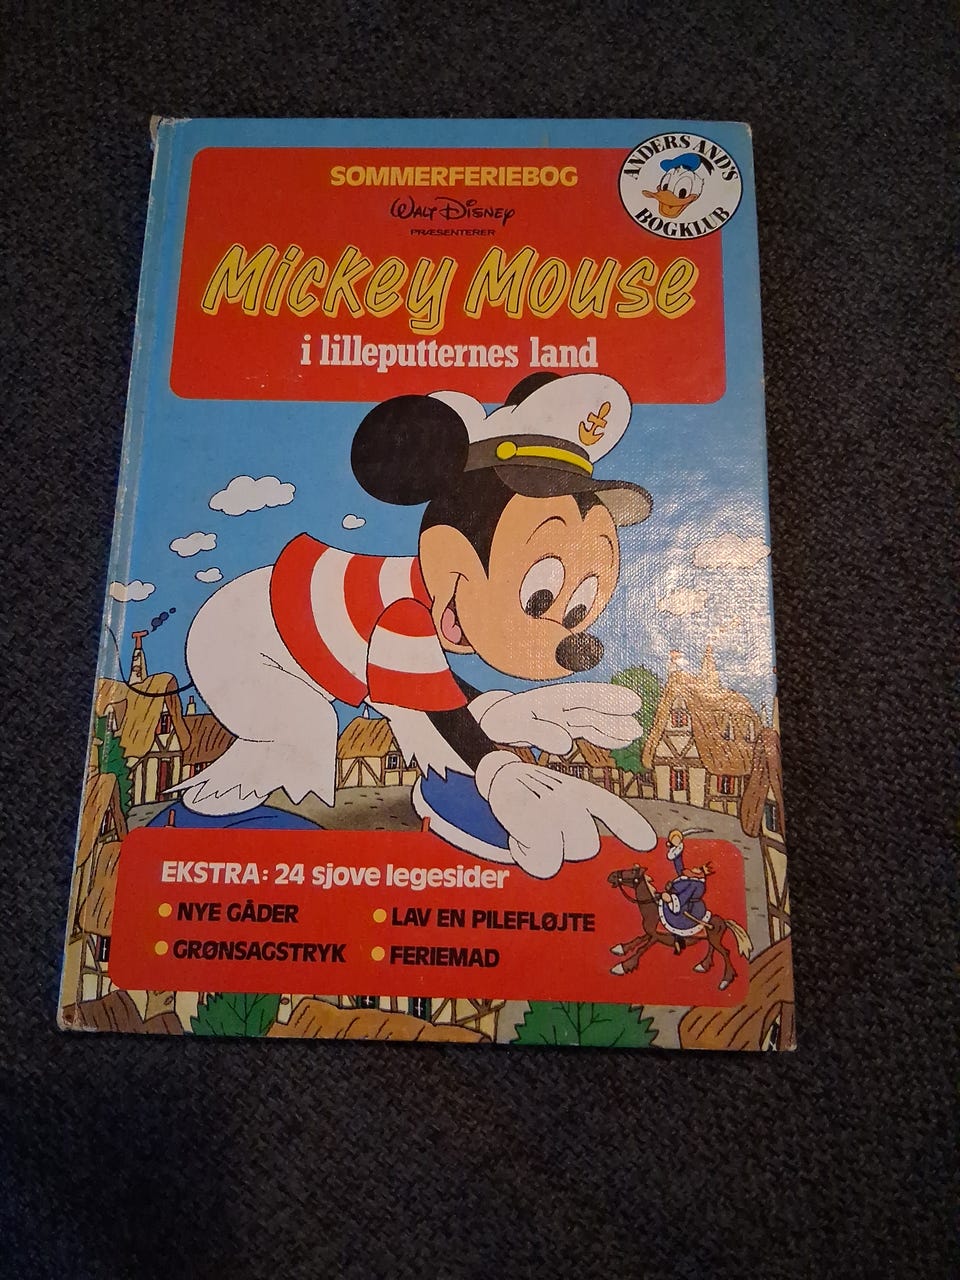 SOMMERFERIEBOG
ANDERS AND'S
BOGKLUB
WALT DISNEY
PRÆSENTERER
Mickey Mouse
i lilleputternes land
EKSTRA: 24 sjove legesider
• NYE GÅDER
• LAV EN PILEFLØJTE
• GRØNSAGSTRYK
• FERIEMAD